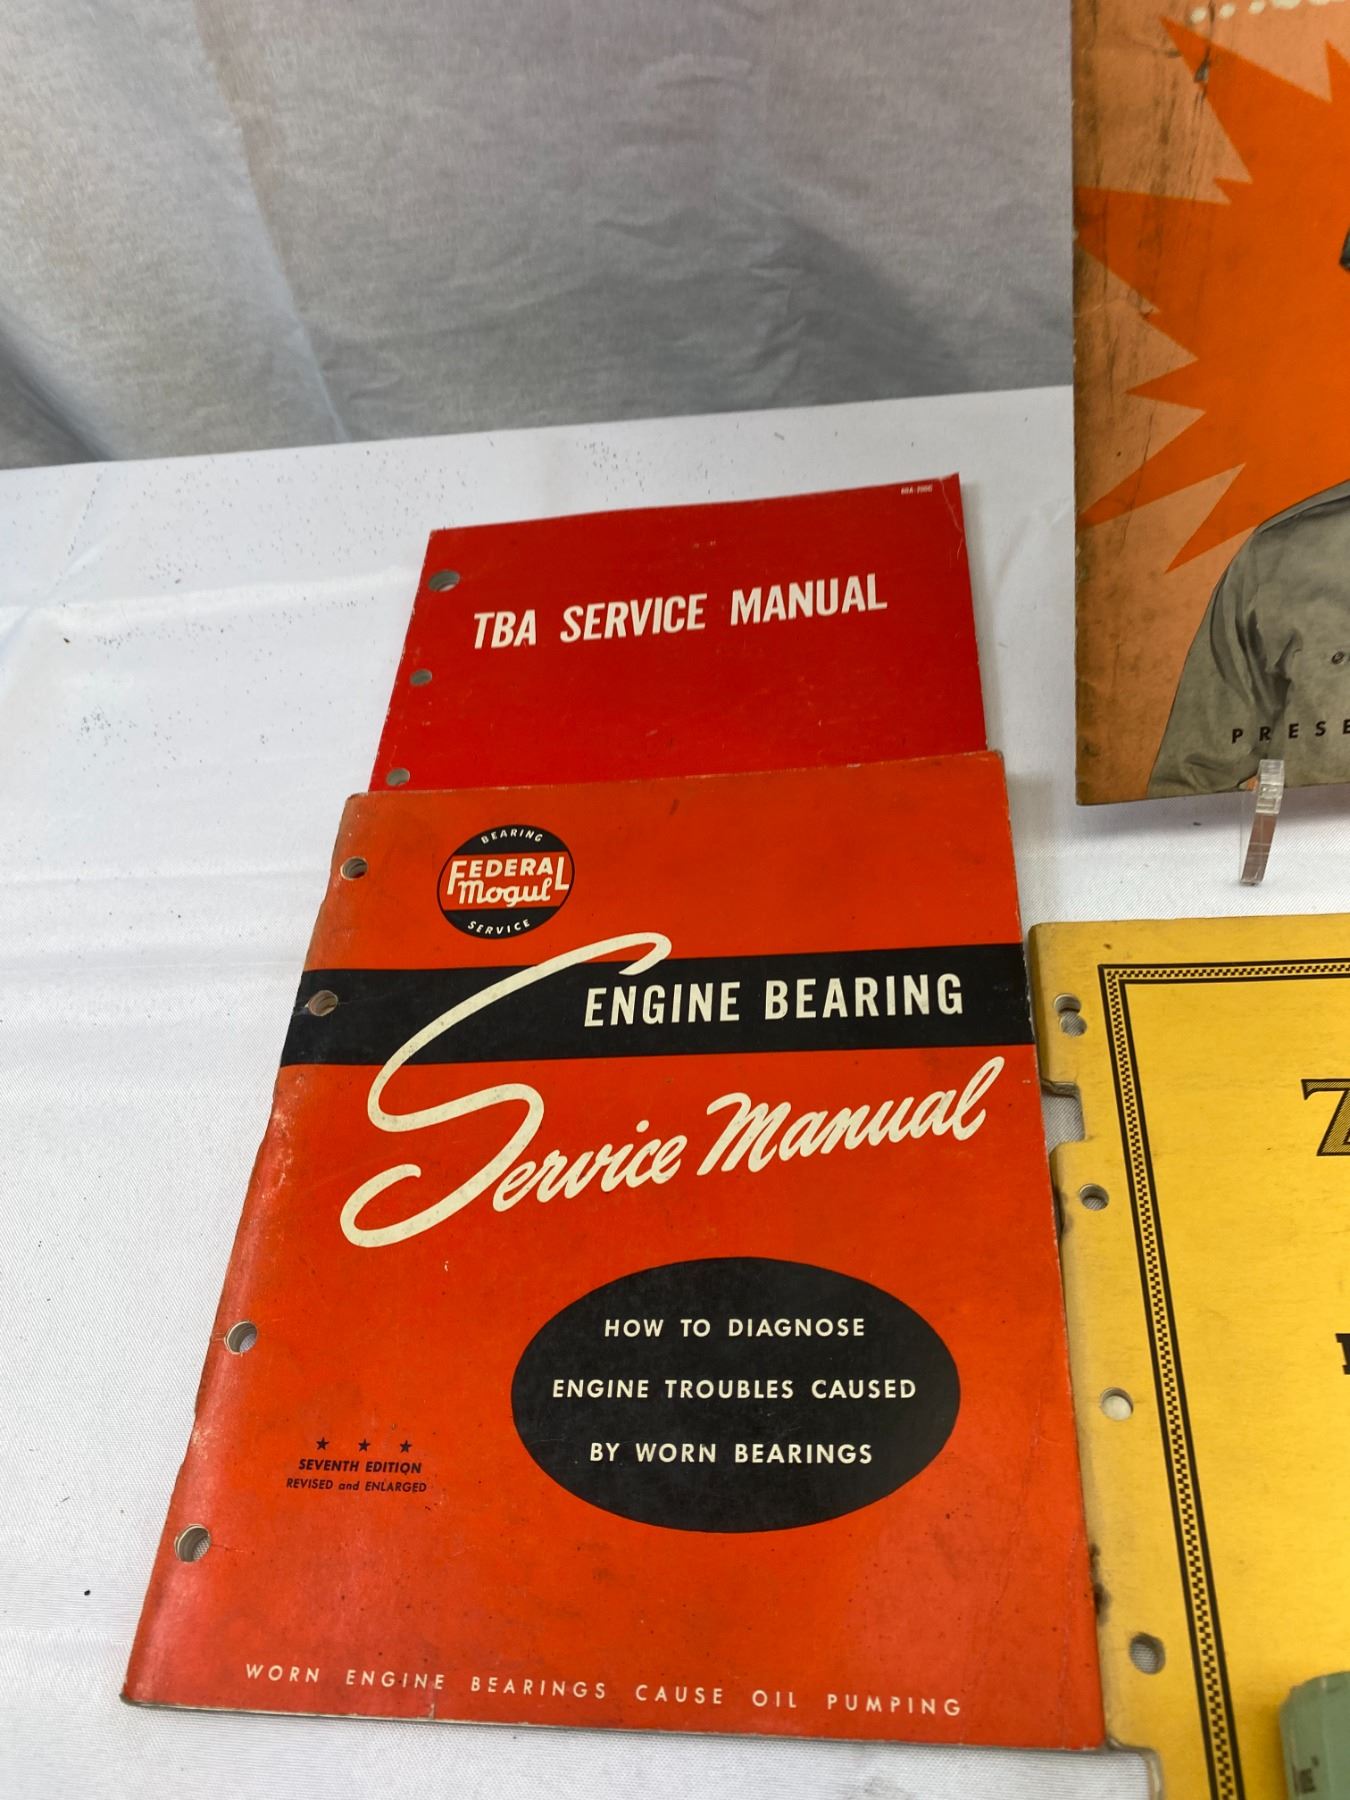 TBA SERVICE MANUAL
BEARING
FEDERAL
Mogul
SERVICE
ENGINE BEARING
Service Manual
HOW TO DIAGNOSE
ENGINE TROUBLES CAUSED
BY WORN BEARINGS
★ ★ ★
SEVENTH EDITION
REVISED and ENLARGED
WORN ENGINE BEARINGS CAUSE OIL PUMPING
PRESE